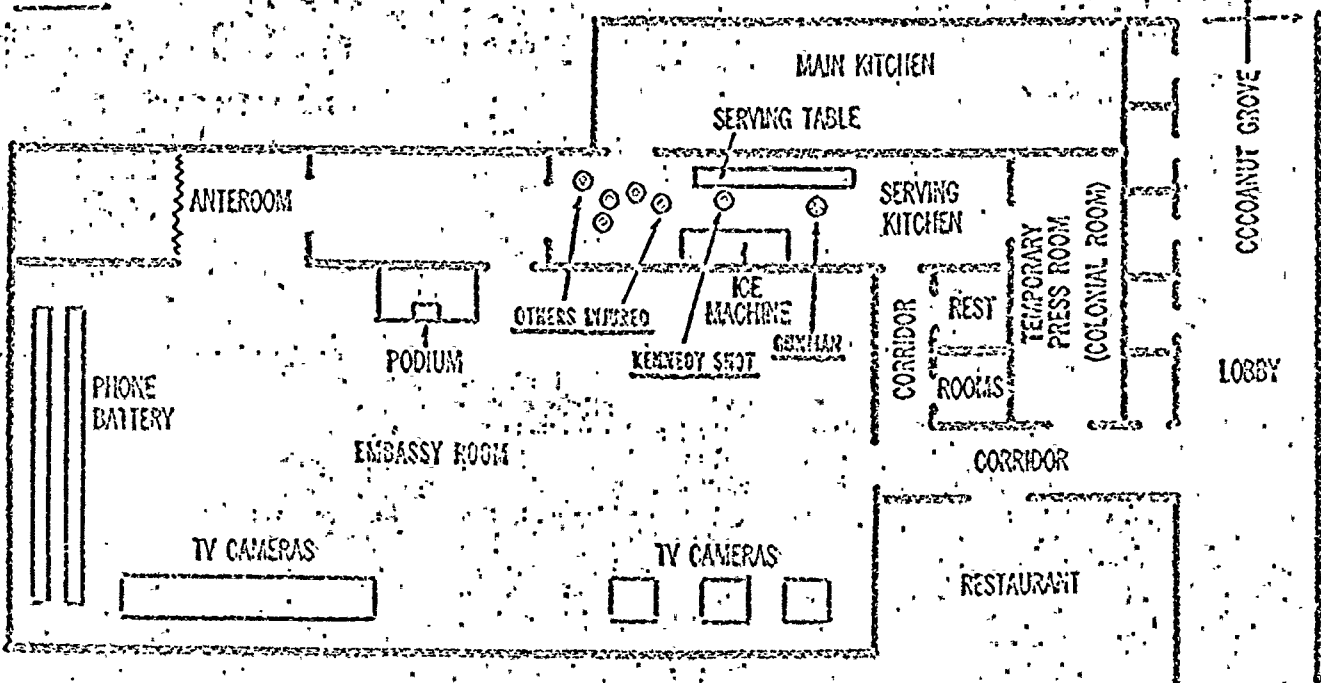 MAIN KITCHEN
SERVING TABLE
ANTEROOM
SERVING
KITCHEN
TEMPORARY
PRESS ROOM
(COLONIAL ROOM)
COCOANUT GROVE
OTHERS INJURED
ICE
MACHINE
KENNEDY SHOT
GUNMAN
PODIUM
CORRIDOR
REST
ROOMS
LOBBY
PHONE
BATTERY
EMBASSY ROOM
CORRIDOR
TV CAMERAS
TV CAMERAS
RESTAURANT